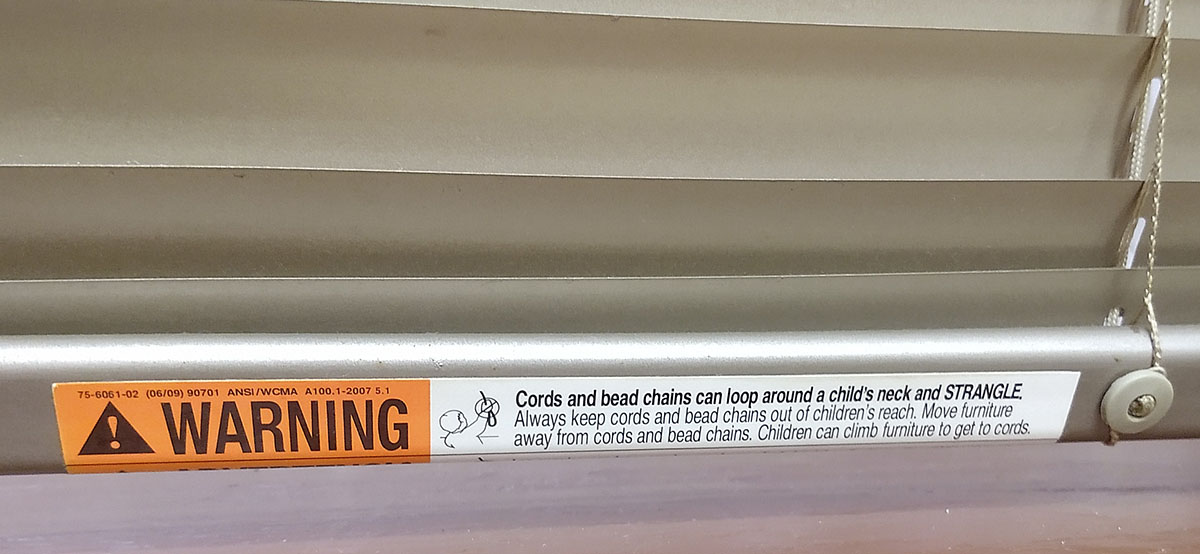 75-6061-02 (06/09) 90701 ANSI/WCMA A100.1-2007 5.1
WARNING
Cords and bead chains can loop around a child's neck and STRANGLE.
Always keep cords and bead chains out of children's reach. Move furniture
away from cords and bead chains. Children can climb furniture to get to cords.